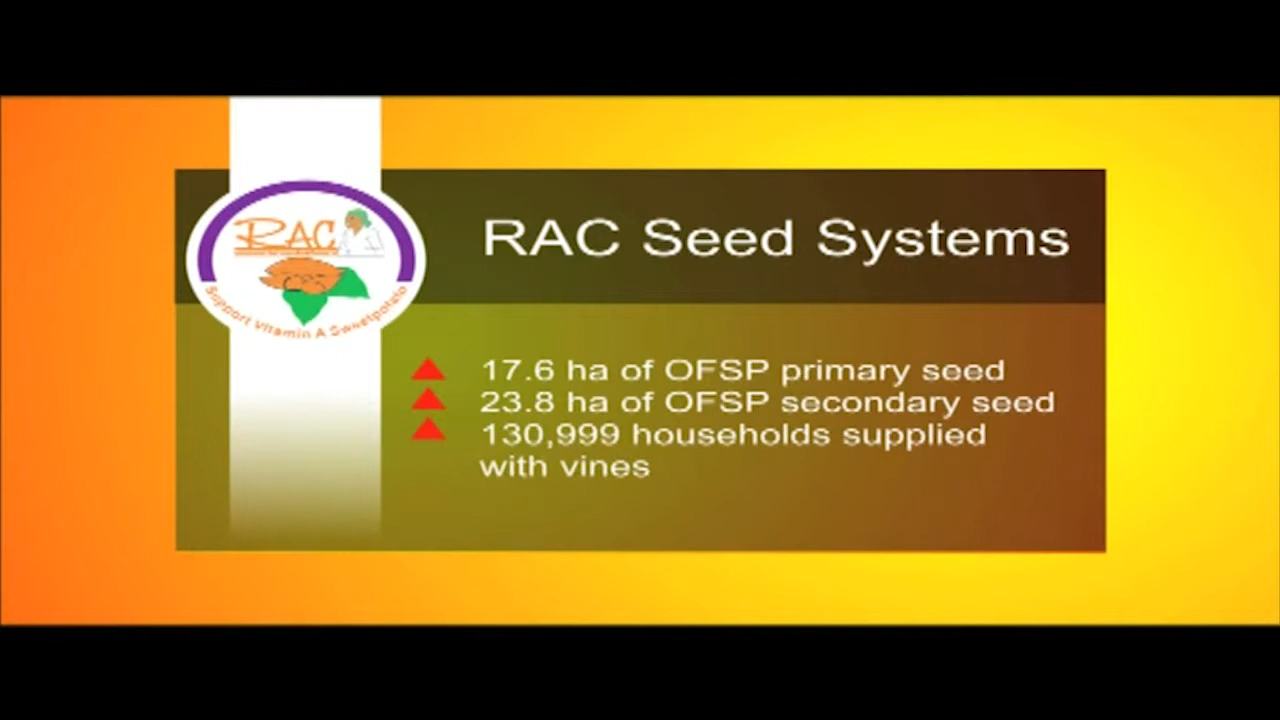 RAC Seed Systems
RAC
Support Vitamin A Sweetpotato
17.6 ha of OFSP primary seed
23.8 ha of OFSP secondary seed
130,999 households supplied
with vines